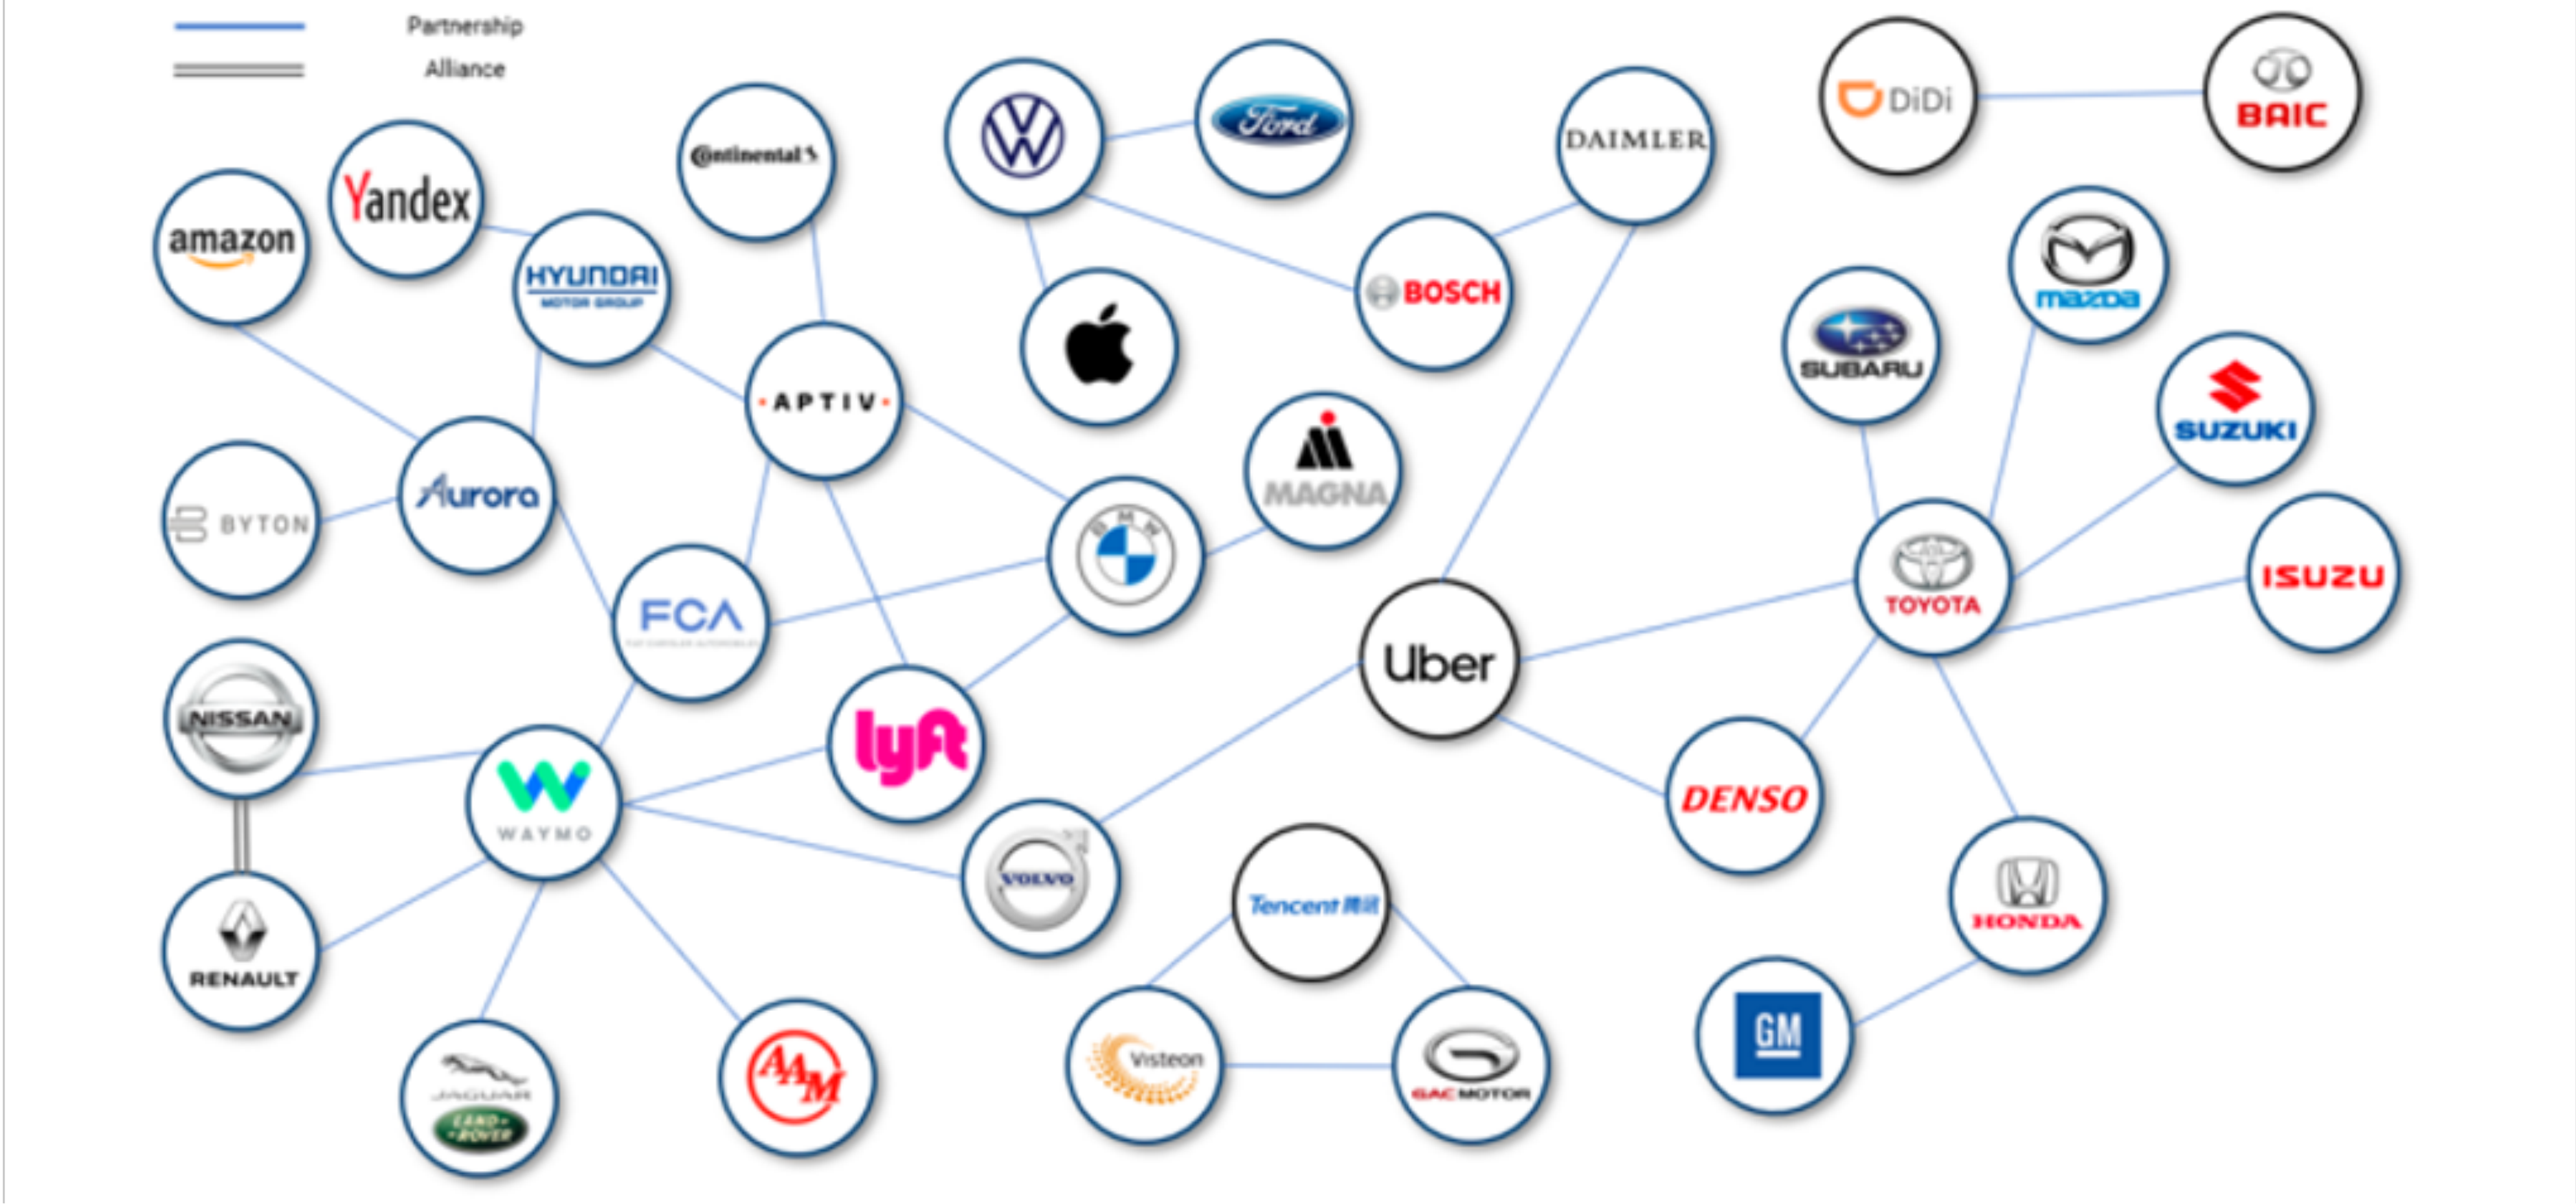 Partnership
Alliance
DiDi
BAIC
Continental
Ford
DAIMLER
Yandex
amazon
HYUNDAI
MOTOR GROUP
BOSCH
mazda
SUBARU
SUZUKI
APTIV
MAGNA
Aurora
BYTON
BMW
ISUZU
TOYOTA
FCA
Uber
NISSAN
lyft
WAYMO
DENSO
VOLVO
Tencent 腾讯
HONDA
RENAULT
GM
Visteon
JAGUAR
LAND-
ROVER
AAM
GAC MOTOR